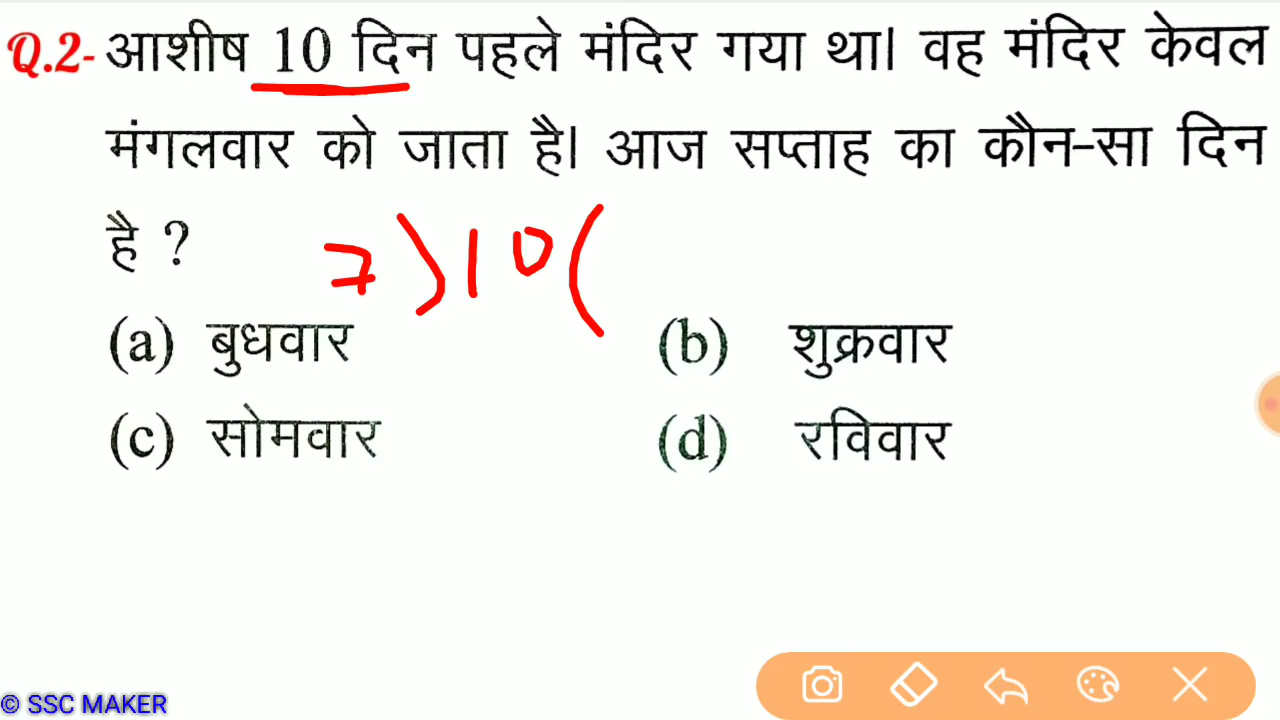 Q.2- आशीष 10 दिन पहले मंदिर गया था। वह मंदिर केवल
मंगलवार को जाता है। आज सप्ताह का कौन-सा दिन
है ?
7)10(
(a) बुधवार
(b) शुक्रवार
(c) सोमवार
(d) रविवार
© SSC MAKER